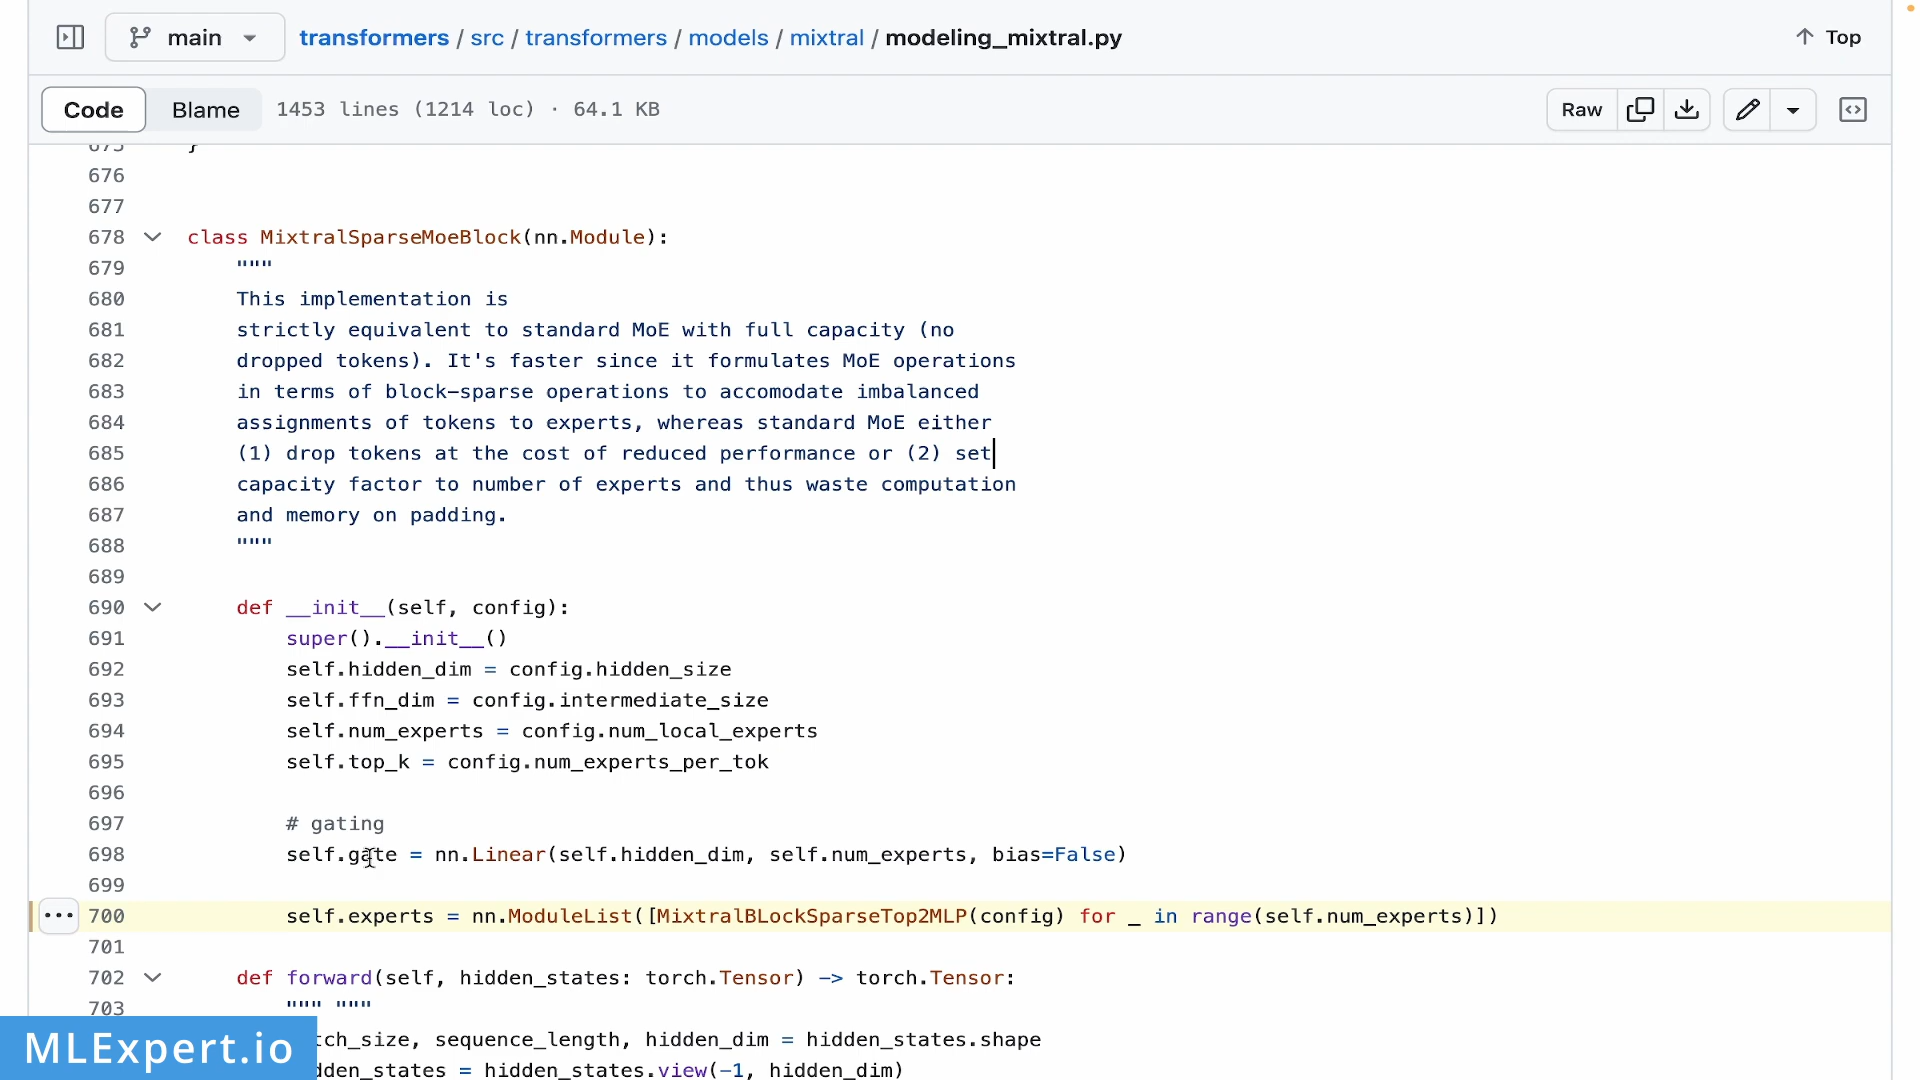 main transformers / src / transformers / models / mixtral / modeling_mixtral.py Top
Code Blame 1453 lines (1214 loc) · 64.1 KB Raw
675 }
676
677
678 class MixtralSparseMoeBlock(nn.Module):
679 """
680 This implementation is
681 strictly equivalent to standard MoE with full capacity (no
682 dropped tokens). It's faster since it formulates MoE operations
683 in terms of block-sparse operations to accomodate imbalanced
684 assignments of tokens to experts, whereas standard MoE either
685 (1) drop tokens at the cost of reduced performance or (2) set
686 capacity factor to number of experts and thus waste computation
687 and memory on padding.
688 """
689
690 def __init__(self, config):
691 super().__init__()
692 self.hidden_dim = config.hidden_size
693 self.ffn_dim = config.intermediate_size
694 self.num_experts = config.num_local_experts
695 self.top_k = config.num_experts_per_tok
696
697 # gating
698 self.gate = nn.Linear(self.hidden_dim, self.num_experts, bias=False)
699
700 self.experts = nn.ModuleList([MixtralBLockSparseTop2MLP(config) for _ in range(self.num_experts)])
701
702 def forward(self, hidden_states: torch.Tensor) -> torch.Tensor:
703 """ """
tch_size, sequence_length, hidden_dim = hidden_states.shape
dden_states = hidden_states.view(-1, hidden_dim)
MLExpert.io